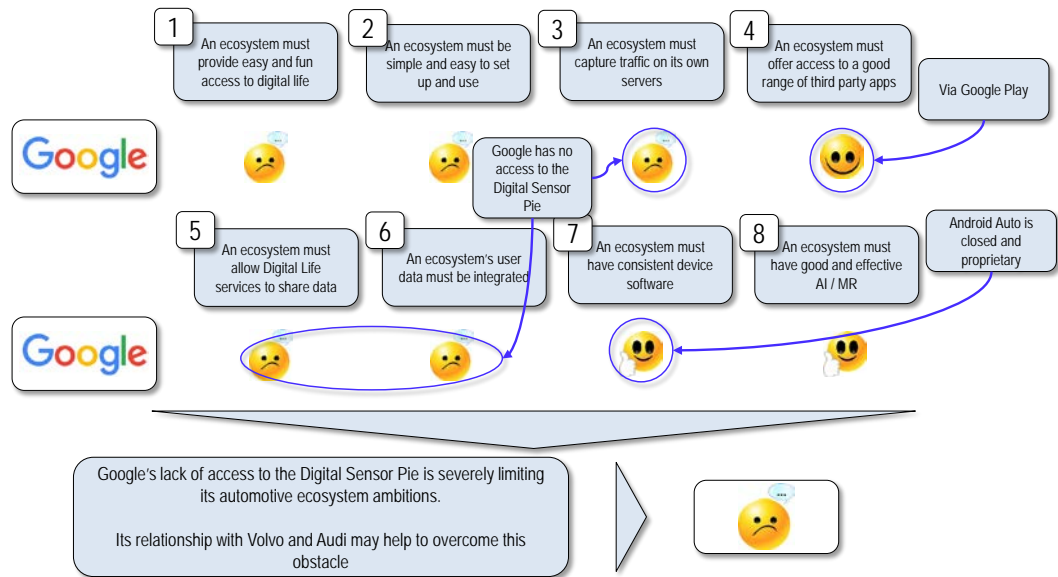 1
An ecosystem must
provide easy and fun
access to digital life
2
An ecosystem must be
simple and easy to set
up and use
3
An ecosystem must
capture traffic on its own
servers
4
An ecosystem must
offer access to a good
range of third party apps
Via Google Play
Google
Google has no
access to the
Digital Sensor
Pie
5
An ecosystem must
allow Digital Life
services to share data
6
An ecosystem's user
data must be integrated
7
An ecosystem must
have consistent device
software
8
An ecosystem must
have good and effective
AI / MR
Android Auto is
closed and
proprietary
Google
Google's lack of access to the Digital Sensor Pie is severely limiting
its automotive ecosystem ambitions.
Its relationship with Volvo and Audi may help to overcome this
obstacle